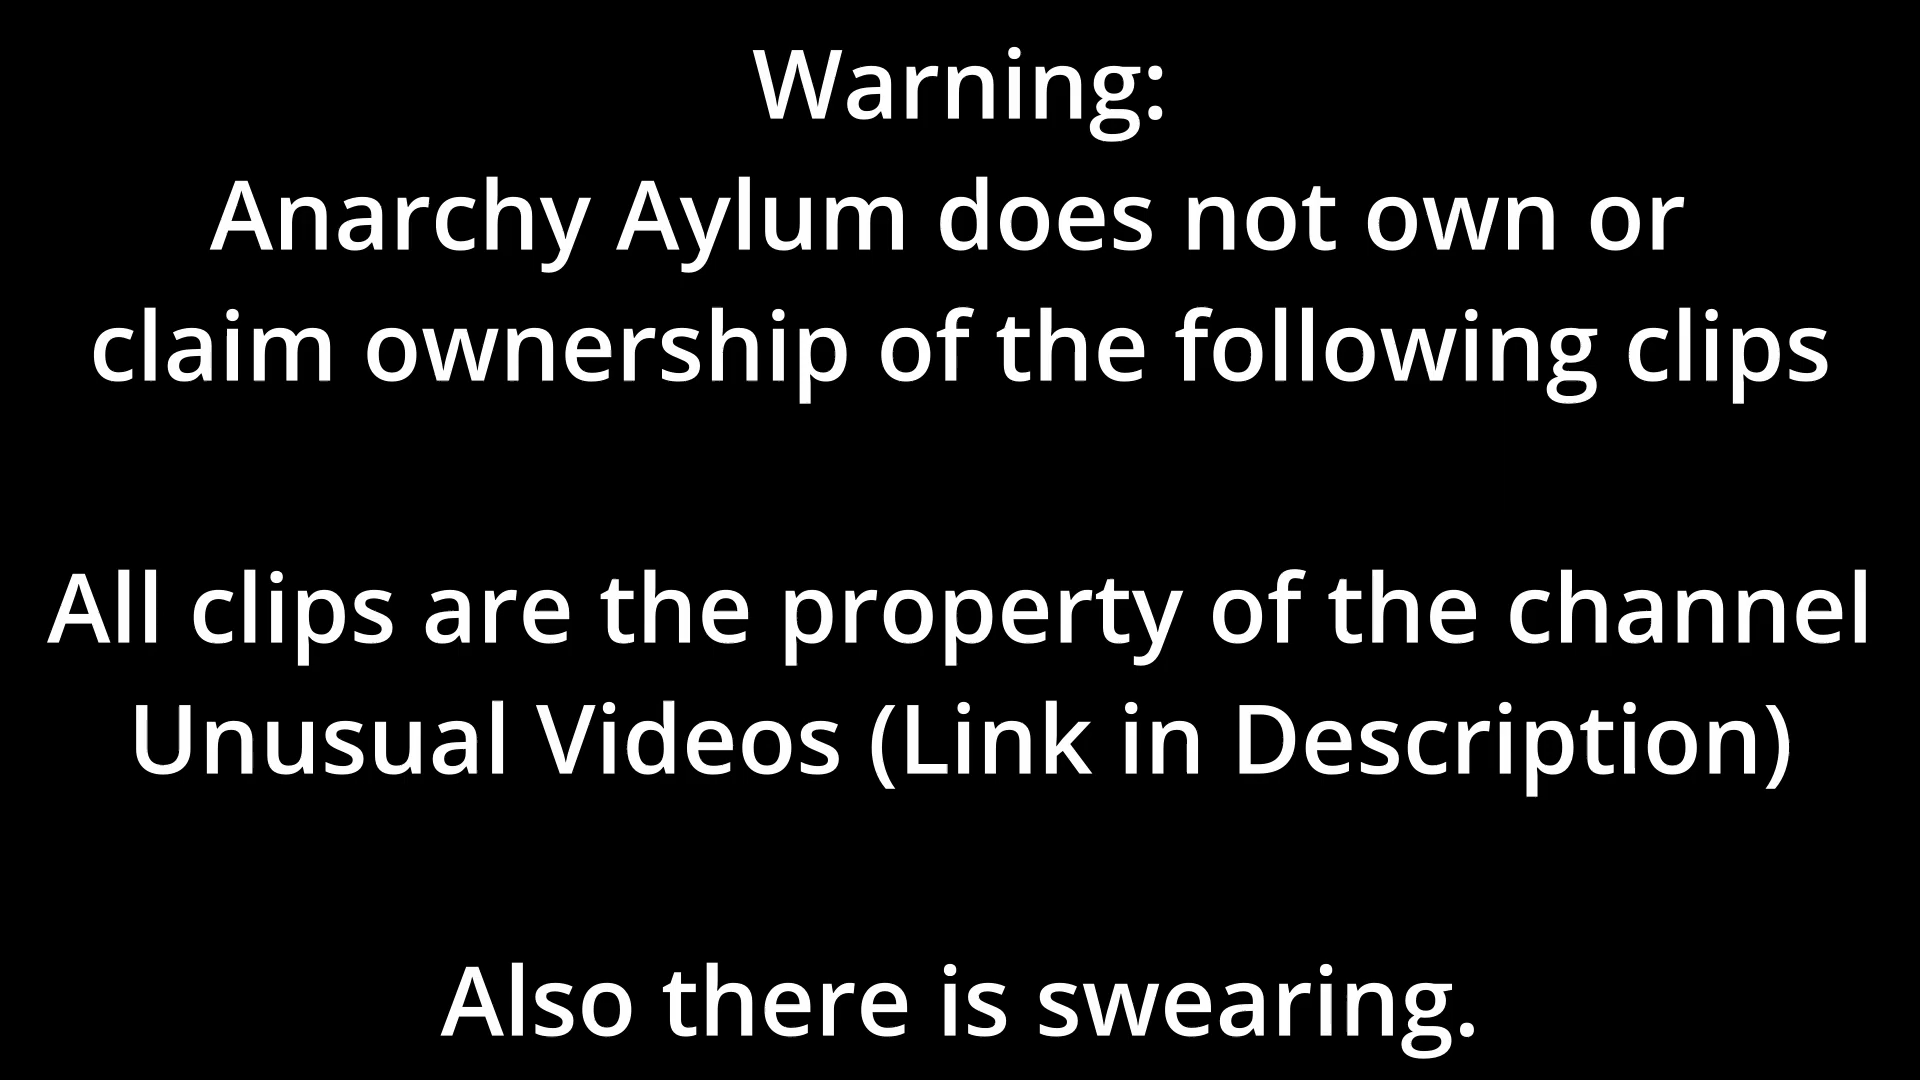 Warning:
Anarchy Aylum does not own or
claim ownership of the following clips
All clips are the property of the channel
Unusual Videos (Link in Description)
Also there is swearing.